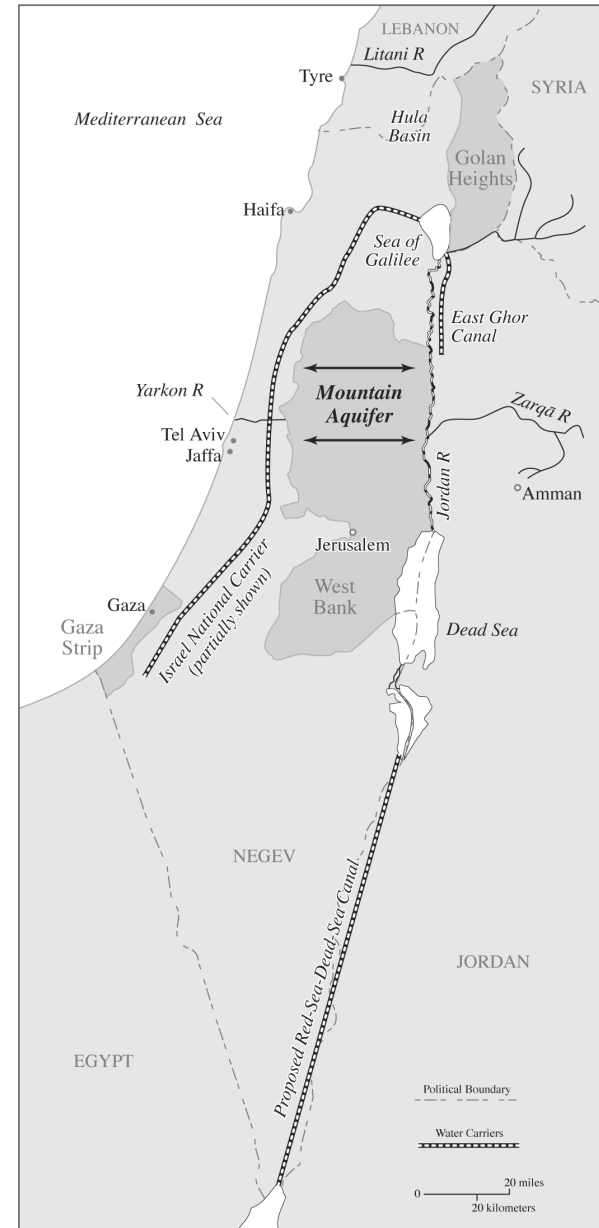 LEBANON
Litani R
Tyre
SYRIA
Mediterranean Sea
Hula
Basin
Golan
Heights
Haifa
Sea of
Galilee
East Ghor
Canal
Yarkon R
Mountain
Aquifer
Zarqā R
Tel Aviv
Jaffa
Jordan R
Amman
Jerusalem
West
Bank
Gaza
Gaza
Strip
Israel National Carrier
(partially shown)
Dead Sea
NEGEV
Proposed Red-Sea-Dead-Sea Canal
JORDAN
EGYPT
Political Boundary
Water Carriers
20 miles
0
20 kilometers